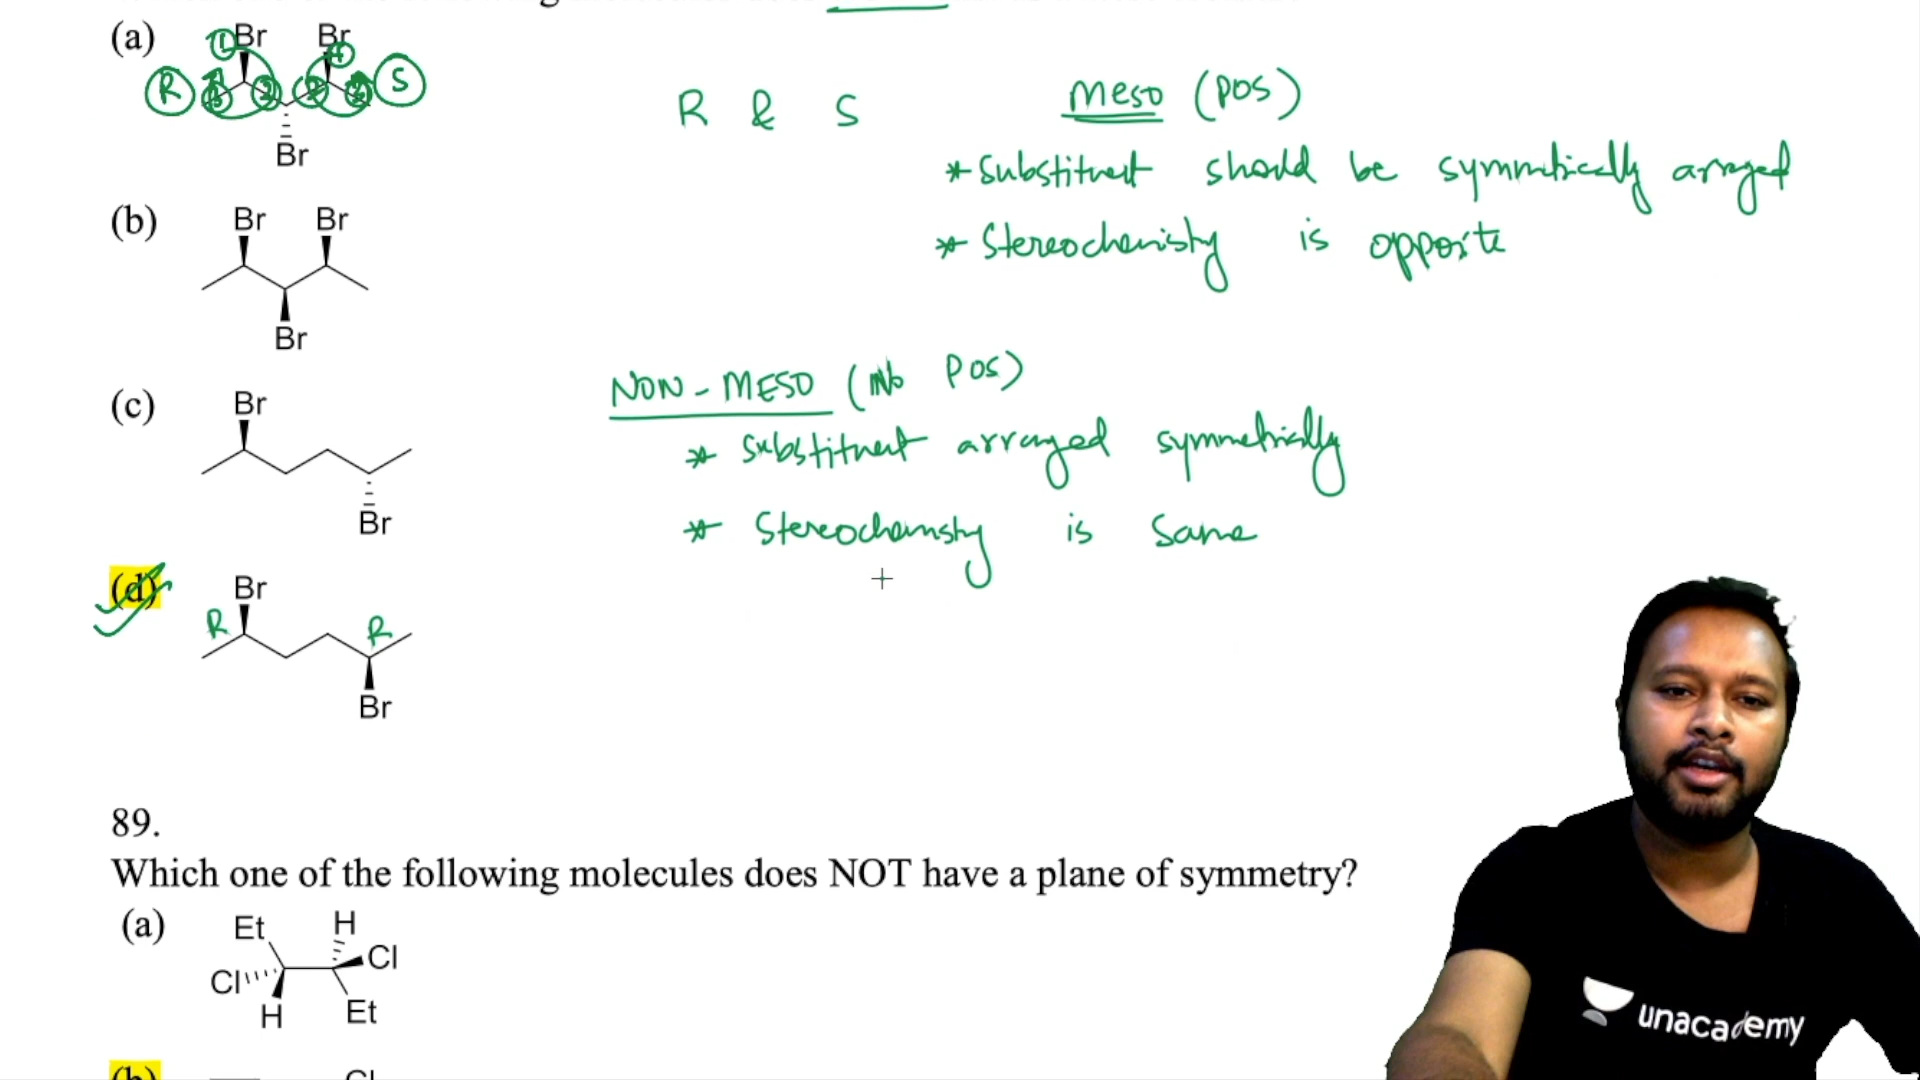 (a) Br Br
R S
Br
R & S
Meso (POS)
* Substituent should be symmetrically arranged
* Stereochemistry is opposite
(b) Br Br
Br
NON-MESO (No POS)
* Substituent arranged symmetrically
* Stereochemistry is Same
(c) Br
Br
(d) Br
R R
Br
89.
Which one of the following molecules does NOT have a plane of symmetry?
(a) Et H
Cl Cl
H Et
(b) Cl
unacademy